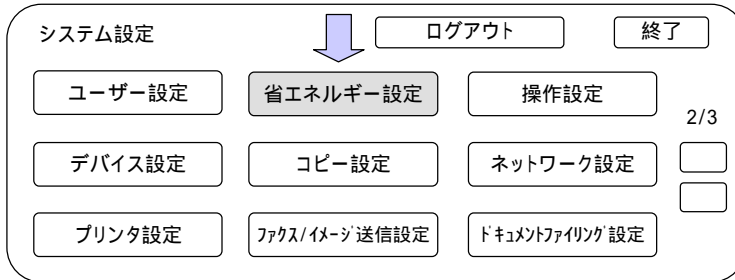 システム設定 ログアウト 終了
ユーザー設定 省エネルギー設定 操作設定
2/3
デバイス設定 コピー設定 ネットワーク設定
プリンタ設定 ﾌｧｸｽ/ｲﾒｰｼﾞ送信設定 ﾄﾞｷｭﾒﾝﾄﾌｧｲﾘﾝｸﾞ設定